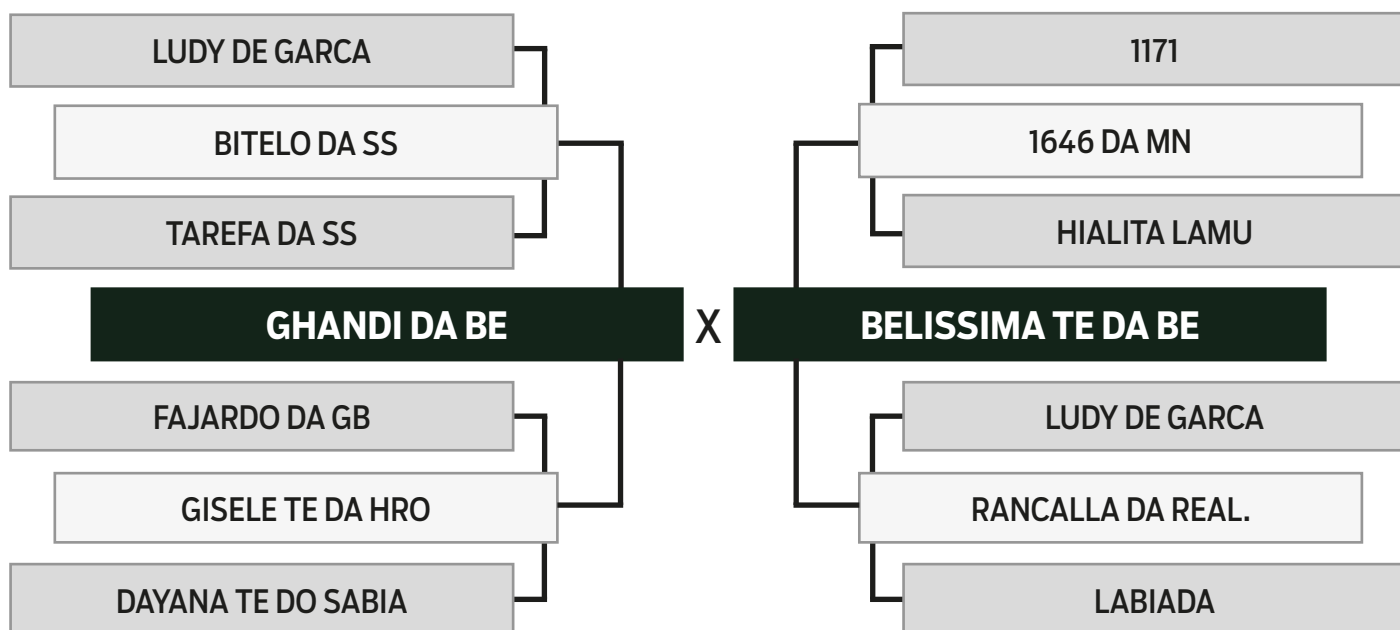 LUDY DE GARCA
BITELO DA SS
TAREFA DA SS
GHANDI DA BE
FAJARDO DA GB
GISELE TE DA HRO
DAYANA TE DO SABIA
X
1171
1646 DA MN
HIALITA LAMU
BELISSIMA TE DA BE
LUDY DE GARCA
RANCALLA DA REAL.
LABIADA